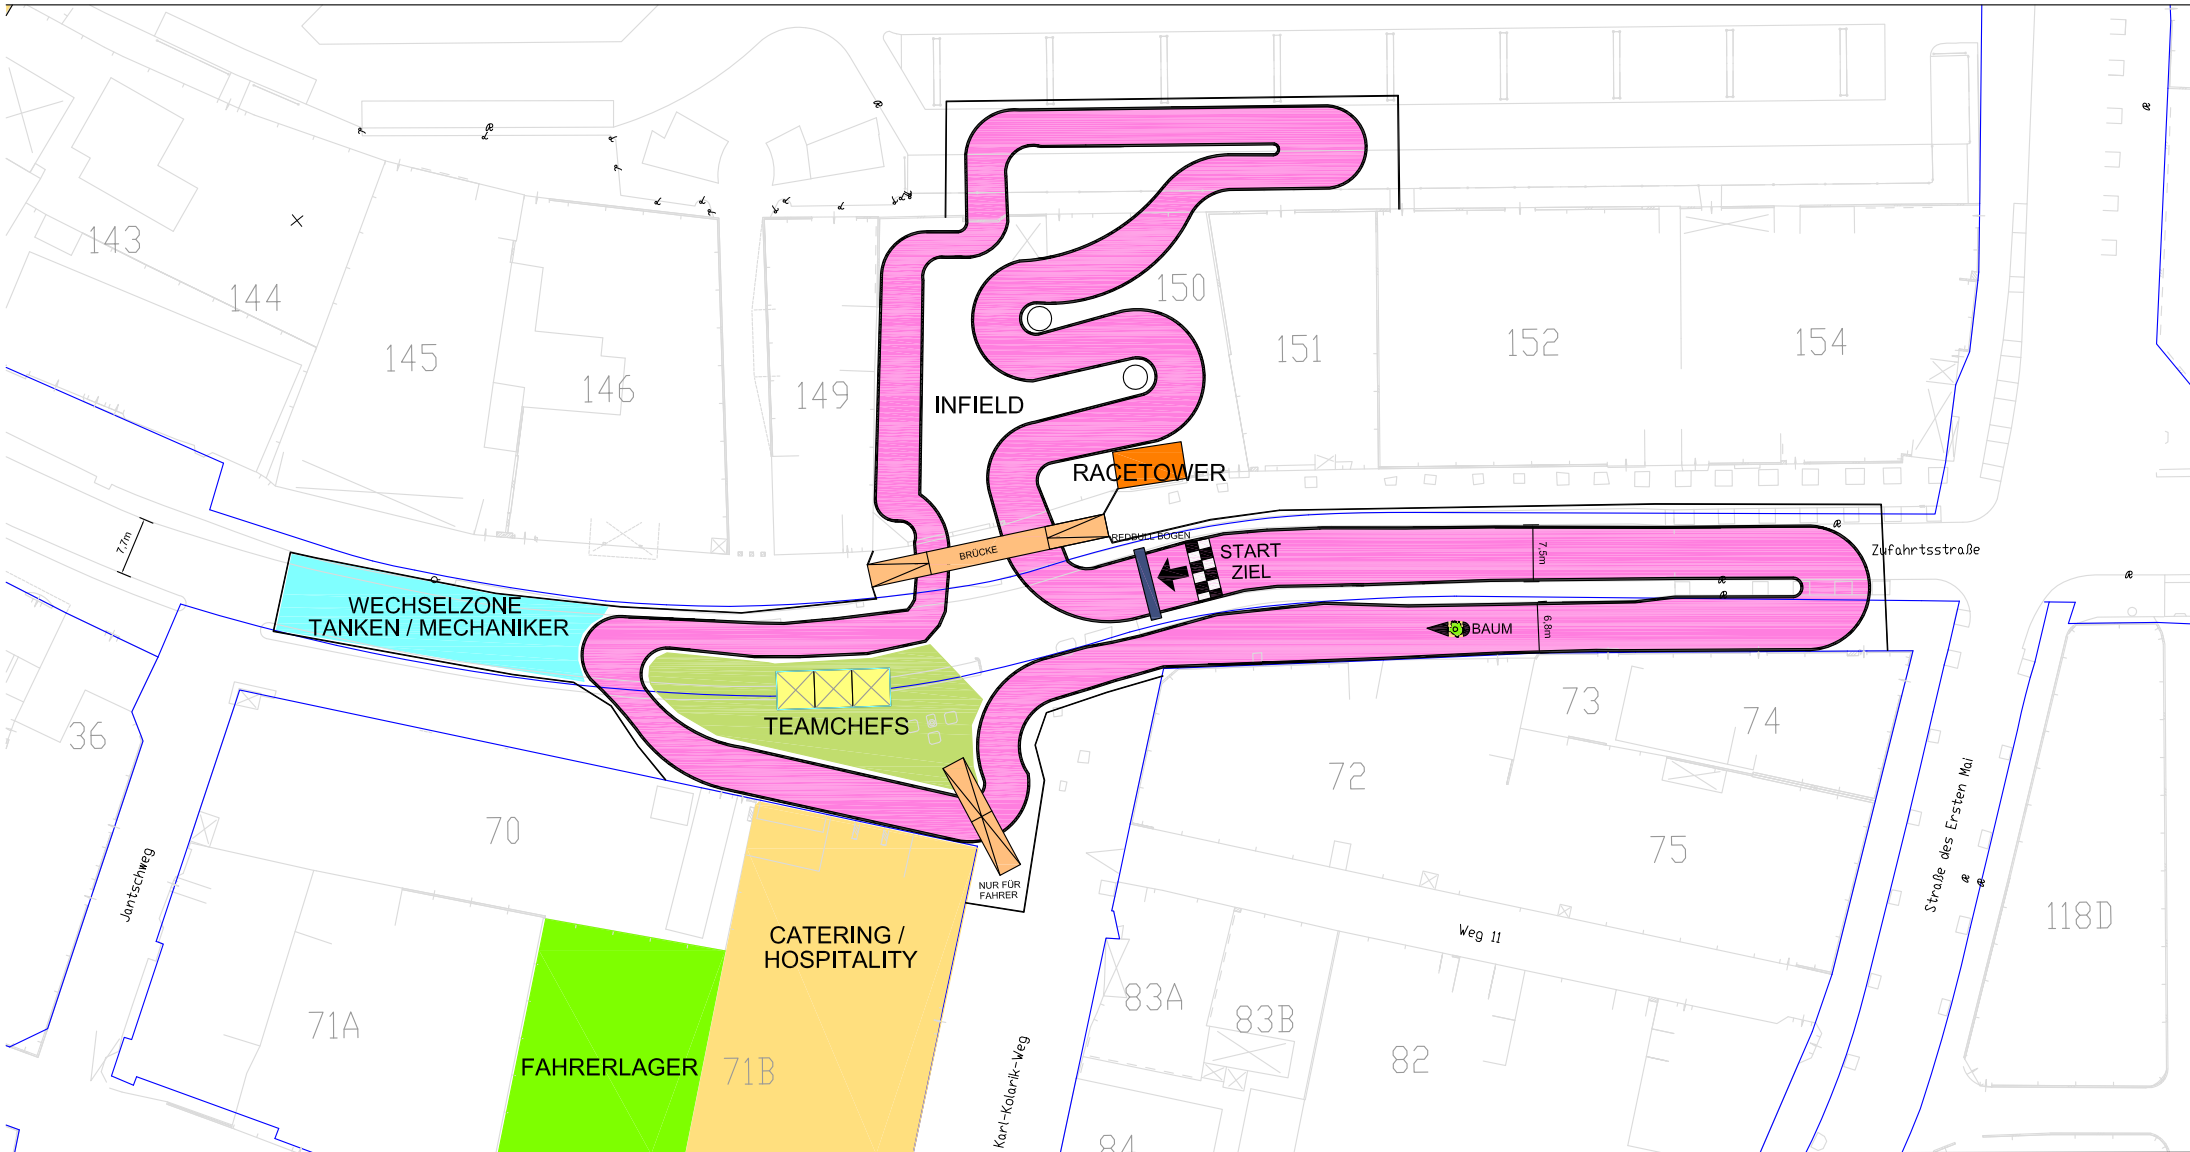 143
144
145
146
149
150
151
152
154
INFIELD
RACETOWER
REDBULL BOGEN
BRÜCKE
START
ZIEL
7.5m
Zufahrtsstraße
7.7m
WECHSELZONE
TANKEN / MECHANIKER
6.8m
BAUM
TEAMCHEFS
36
70
72
73
74
75
Jantschweg
NUR FÜR
FAHRER
Straße des Ersten Mai
118D
CATERING /
HOSPITALITY
Weg 11
71A
FAHRERLAGER
71B
Karl-Kolarik-Weg
83A
83B
82
84